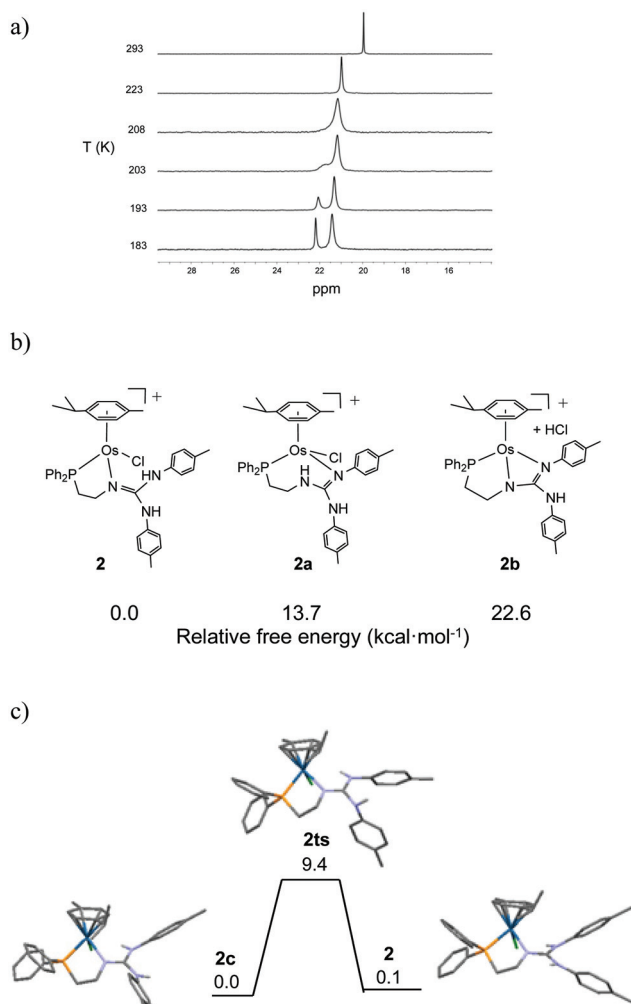 a)
293
223
208
T (K)
203
193
183
28 26 24 22 20 18 16
ppm
b)
Os
Cl
Ph2P
N
HN
NH
+
2
Os
Cl
Ph2P
H
N
N
NH
+
2a
+ HCl
Os
Ph2P
N
N
NH
+
2b
0.0 13.7 22.6
Relative free energy (kcal·mol-1)
c)
2ts
9.4
2c
0.0
2
0.1